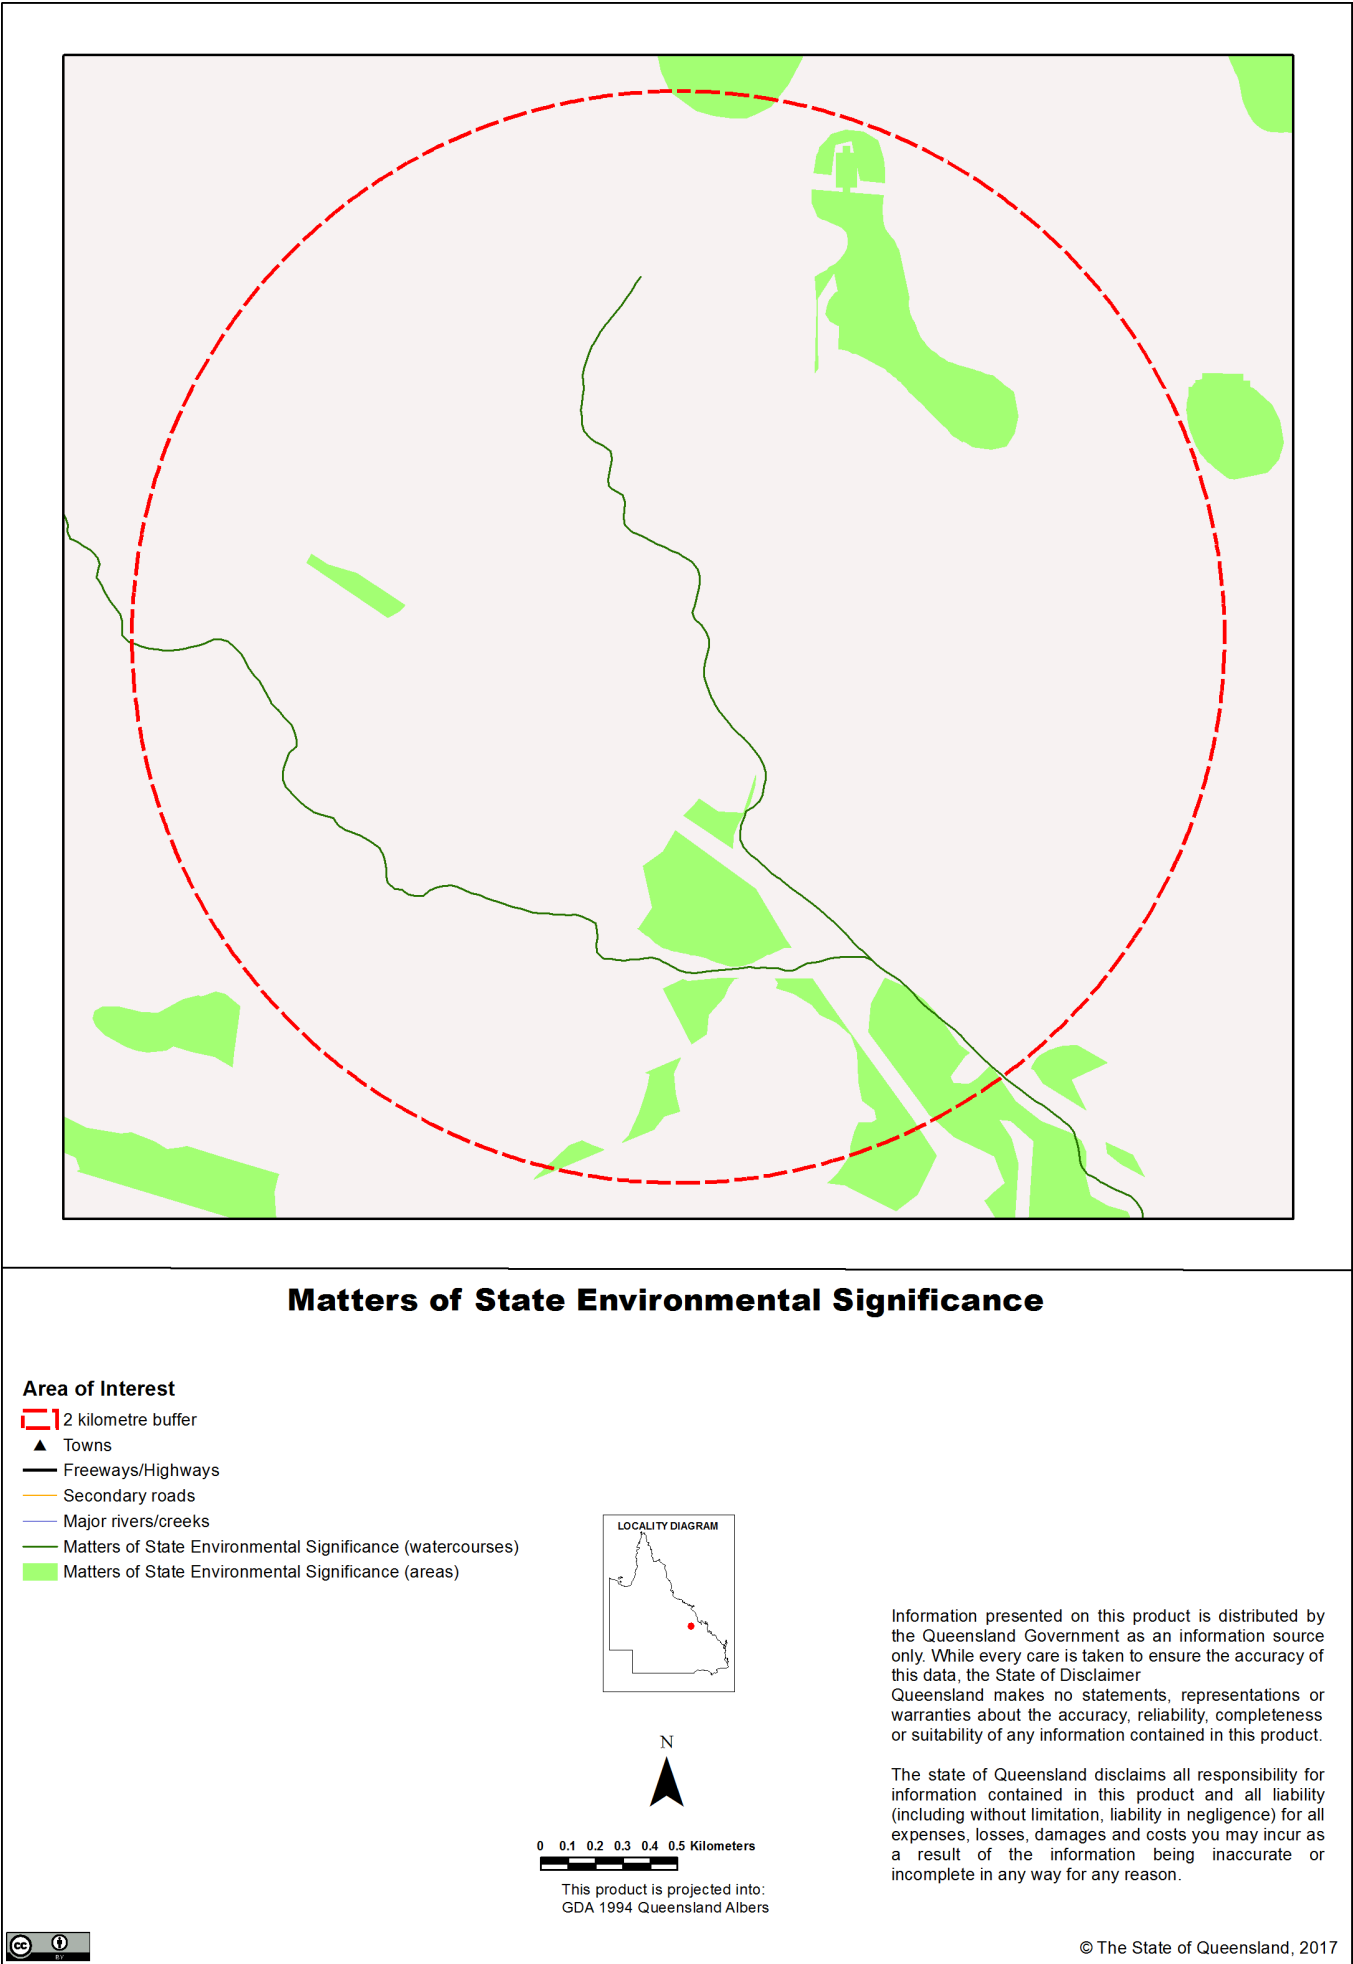 Matters of State Environmental Significance
Area of Interest
2 kilometre buffer
Towns
Freeways/Highways
Secondary roads
Major rivers/creeks
Matters of State Environmental Significance (watercourses)
Matters of State Environmental Significance (areas)
LOCALITY DIAGRAM
N
0 0.1 0.2 0.3 0.4 0.5 Kilometers
This product is projected into:
GDA 1994 Queensland Albers
Information presented on this product is distributed by
the Queensland Government as an information source
only. While every care is taken to ensure the accuracy of
this data, the State of Disclaimer
Queensland makes no statements, representations or
warranties about the accuracy, reliability, completeness
or suitability of any information contained in this product.
The state of Queensland disclaims all responsibility for
information contained in this product and all liability
(including without limitation, liability in negligence) for all
expenses, losses, damages and costs you may incur as
a result of the information being inaccurate or
incomplete in any way for any reason.
cc
BY
© The State of Queensland, 2017